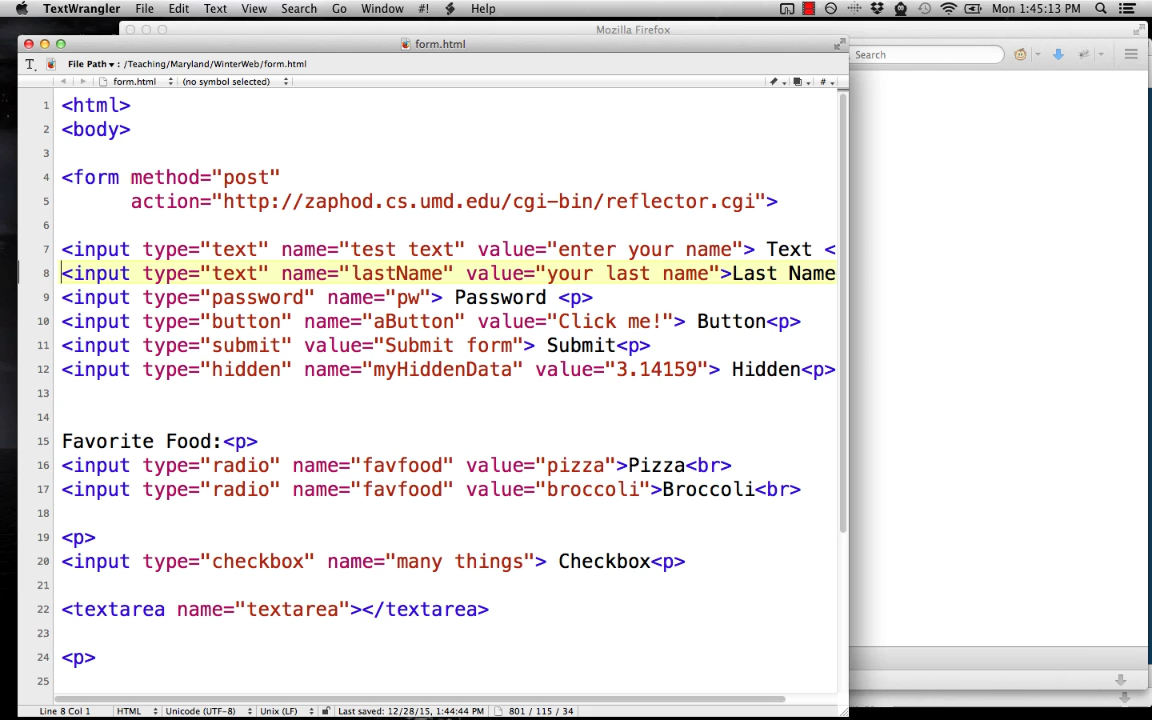 TextWrangler File Edit Text View Search Go Window #! Help Mon 1:45:13 PM
Mozilla Firefox
form.html
File Path ▾ : /Teaching/Maryland/WinterWeb/form.html
Search
form.html (no symbol selected) #
1 <html>
2 <body>
3
4 <form method="post"
5 action="http://zaphod.cs.umd.edu/cgi-bin/reflector.cgi">
6
7 <input type="text" name="test text" value="enter your name"> Text <
8 <input type="text" name="lastName" value="your last name">Last Name
9 <input type="password" name="pw"> Password <p>
10 <input type="button" name="aButton" value="Click me!"> Button<p>
11 <input type="submit" value="Submit form"> Submit<p>
12 <input type="hidden" name="myHiddenData" value="3.14159"> Hidden<p>
13
14
15 Favorite Food:<p>
16 <input type="radio" name="favfood" value="pizza">Pizza<br>
17 <input type="radio" name="favfood" value="broccoli">Broccoli<br>
18
19 <p>
20 <input type="checkbox" name="many things"> Checkbox<p>
21
22 <textarea name="textarea"></textarea>
23
24 <p>
25
Line 8 Col 1 HTML Unicode (UTF-8) Unix (LF) Last saved: 12/28/15, 1:44:44 PM 801 / 115 / 34